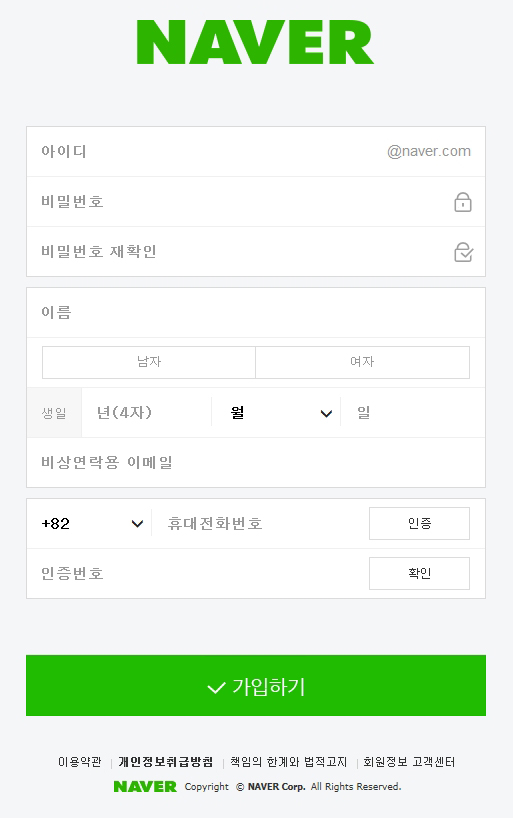 NAVER
아이디 @naver.com
비밀번호
비밀번호 재확인
이름
남자 여자
생일 년(4자) 월 일
비상연락용 이메일
+82 휴대전화번호 인증
인증번호 확인
가입하기
이용약관 개인정보취급방침 책임의 한계와 법적고지 회원정보 고객센터
NAVER Copyright © NAVER Corp. All Rights Reserved.